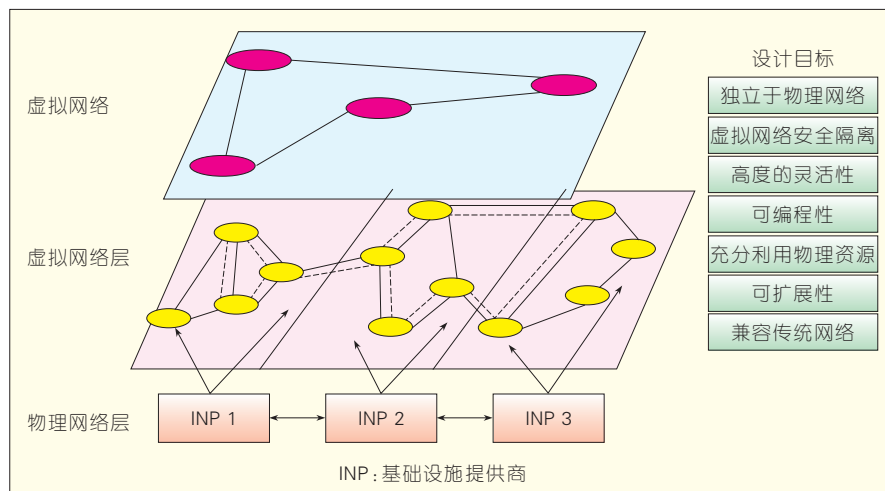 虚拟网络
虚拟网络层
物理网络层
INP 1
INP 2
INP 3
INP：基础设施提供商
设计目标
独立于物理网络
虚拟网络安全隔离
高度的灵活性
可编程性
充分利用物理资源
可扩展性
兼容传统网络